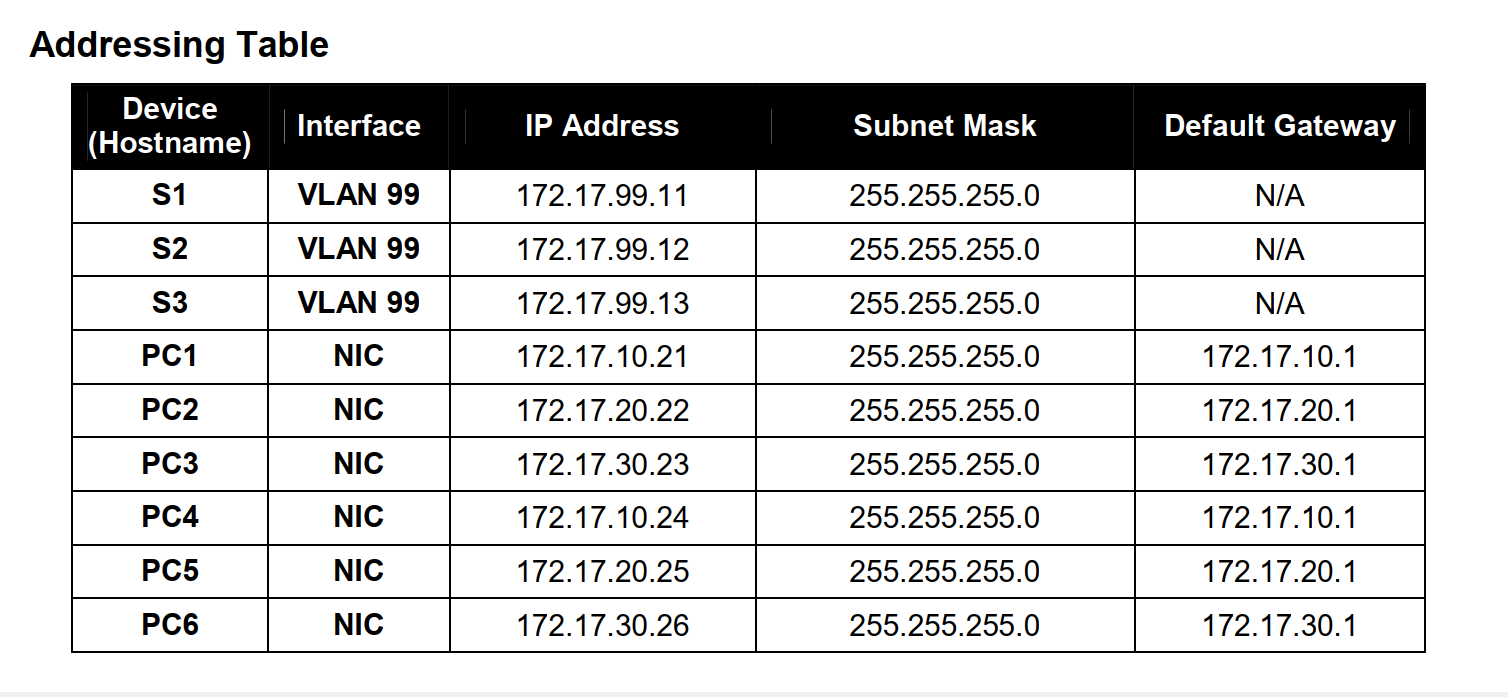 Addressing Table
Device (Hostname) Interface IP Address Subnet Mask Default Gateway
S1 VLAN 99 172.17.99.11 255.255.255.0 N/A
S2 VLAN 99 172.17.99.12 255.255.255.0 N/A
S3 VLAN 99 172.17.99.13 255.255.255.0 N/A
PC1 NIC 172.17.10.21 255.255.255.0 172.17.10.1
PC2 NIC 172.17.20.22 255.255.255.0 172.17.20.1
PC3 NIC 172.17.30.23 255.255.255.0 172.17.30.1
PC4 NIC 172.17.10.24 255.255.255.0 172.17.10.1
PC5 NIC 172.17.20.25 255.255.255.0 172.17.20.1
PC6 NIC 172.17.30.26 255.255.255.0 172.17.30.1